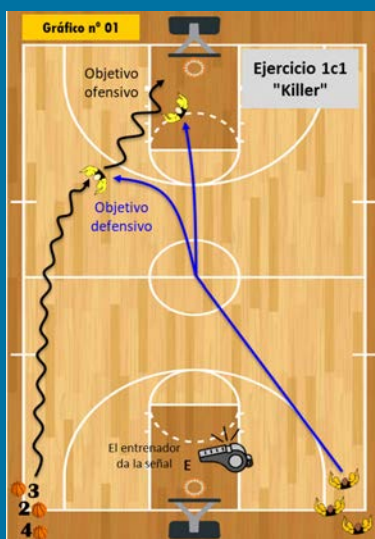 Gráfico nº 01
Objetivo
ofensivo
Ejercicio 1c1
"Killer"
Objetivo
defensivo
El entrenador
da la señal
E
3
2
4